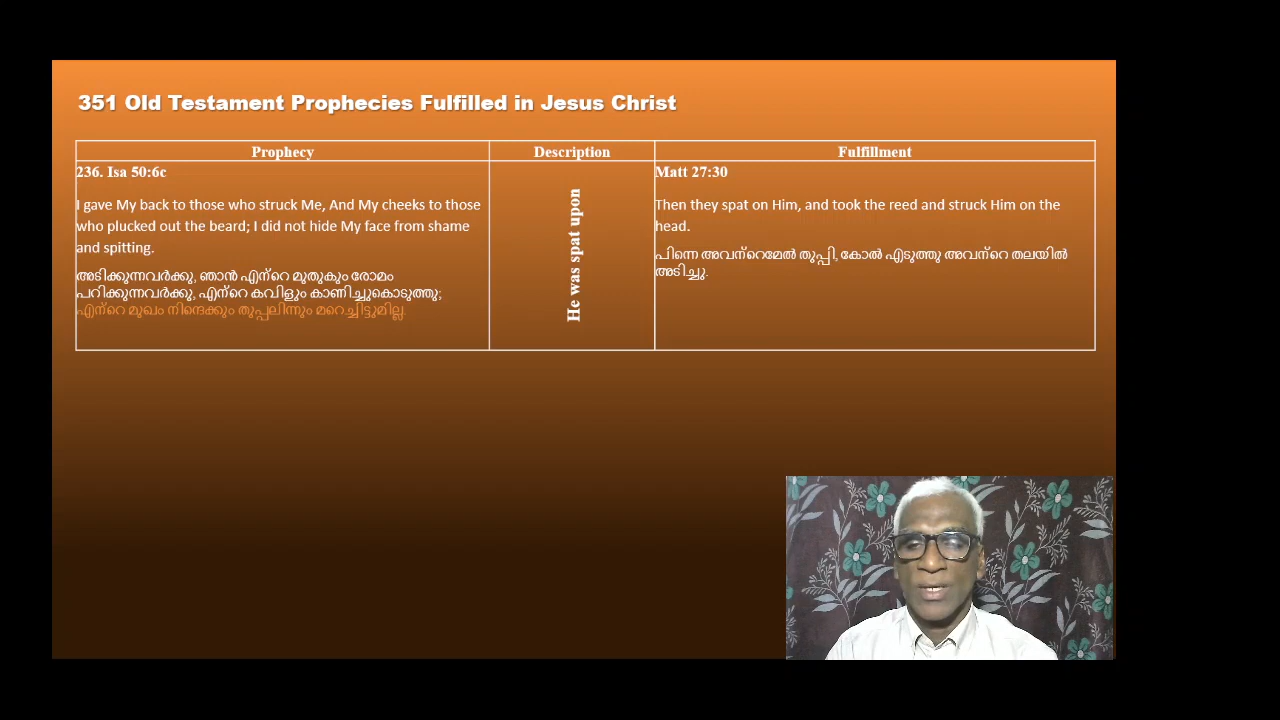 351 Old Testament Prophecies Fulfilled in Jesus Christ
Prophecy
Description
Fulfillment
236. Isa 50:6c
I gave My back to those who struck Me, And My cheeks to those
who plucked out the beard; I did not hide My face from shame
and spitting.
അടിക്കുന്നവർക്കു, ഞാൻ എന്റെ മുതുകും രോമം
പറിക്കുന്നവർക്കു, എന്റെ കവിളും കാണിച്ചുകൊടുത്തു;
എന്റെ മുഖം നിന്ദെക്കും തുപ്പലിന്നും മറെച്ചിട്ടുമില്ല.
He was spat upon
Matt 27:30
Then they spat on Him, and took the reed and struck Him on the
head.
പിന്നെ അവന്റെമേൽ തുപ്പി, കോൽ എടുത്തു അവന്റെ തലയിൽ
അടിച്ചു.